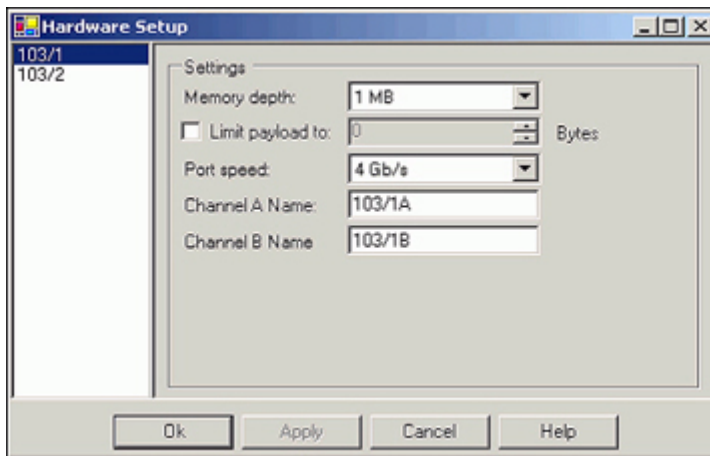 Hardware Setup
103/1
103/2
Settings
Memory depth: 1 MB
Limit payload to: 0 Bytes
Port speed: 4 Gb/s
Channel A Name: 103/1A
Channel B Name 103/1B
Ok Apply Cancel Help